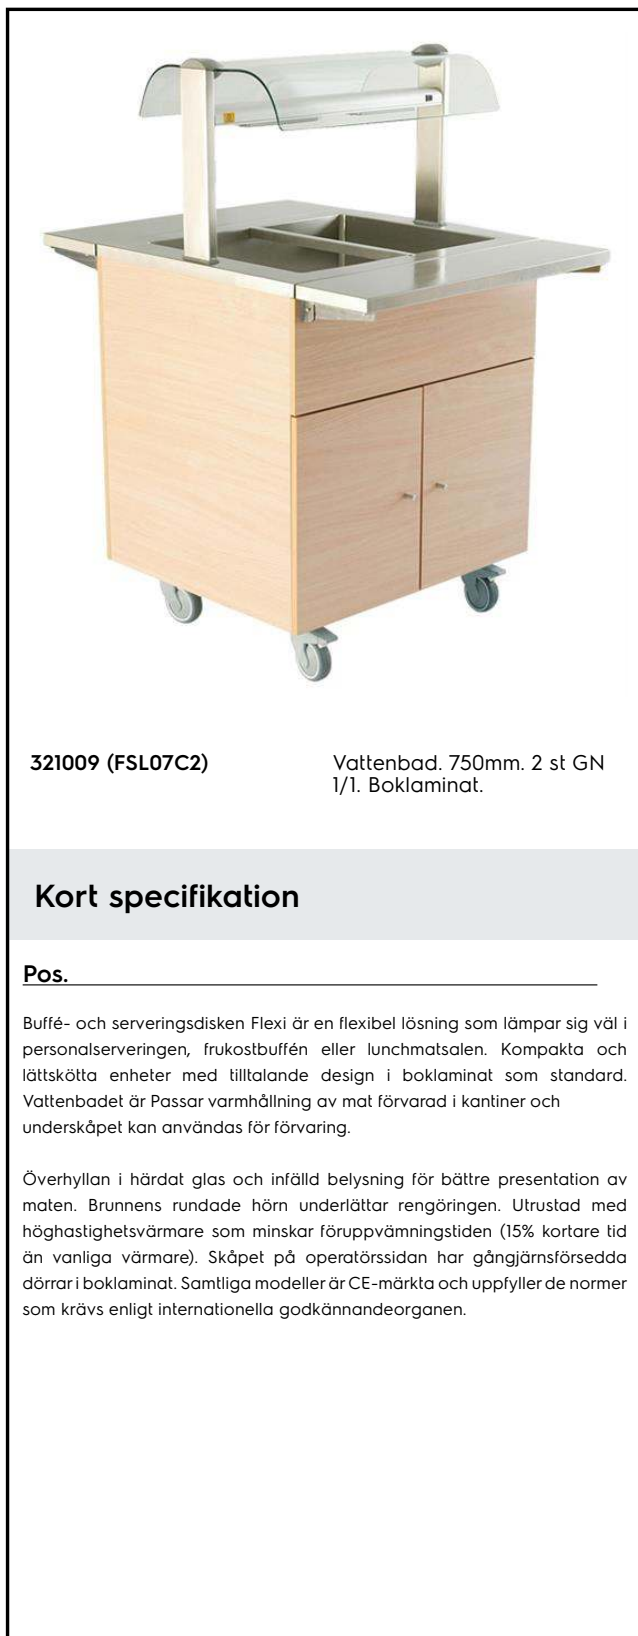 321009 (FSL07C2)
Vattenbad. 750mm. 2 st GN
1/1. Boklaminat.
Kort specifikation
Pos.
Buffé- och serveringsdisken Flexi är en flexibel lösning som lämpar sig väl i
personalserveringen, frukostbuffén eller lunchmatsalen. Kompakta och
lättskötta enheter med tilltalande design i boklaminat som standard.
Vattenbadet är Passar varmhållning av mat förvarad i kantiner och
underskåpet kan användas för förvaring.
Överhyllan i härdat glas och infälld belysning för bättre presentation av
maten. Brunnens rundade hörn underlättar rengöringen. Utrustad med
höghastighetsvärmare som minskar föruppvämningstiden (15% kortare tid
än vanliga värmare). Skåpet på operatörssidan har gångjärnsförsedda
dörrar i boklaminat. Samtliga modeller är CE-märkta och uppfyller de normer
som krävs enligt internationella godkännandeorganen.